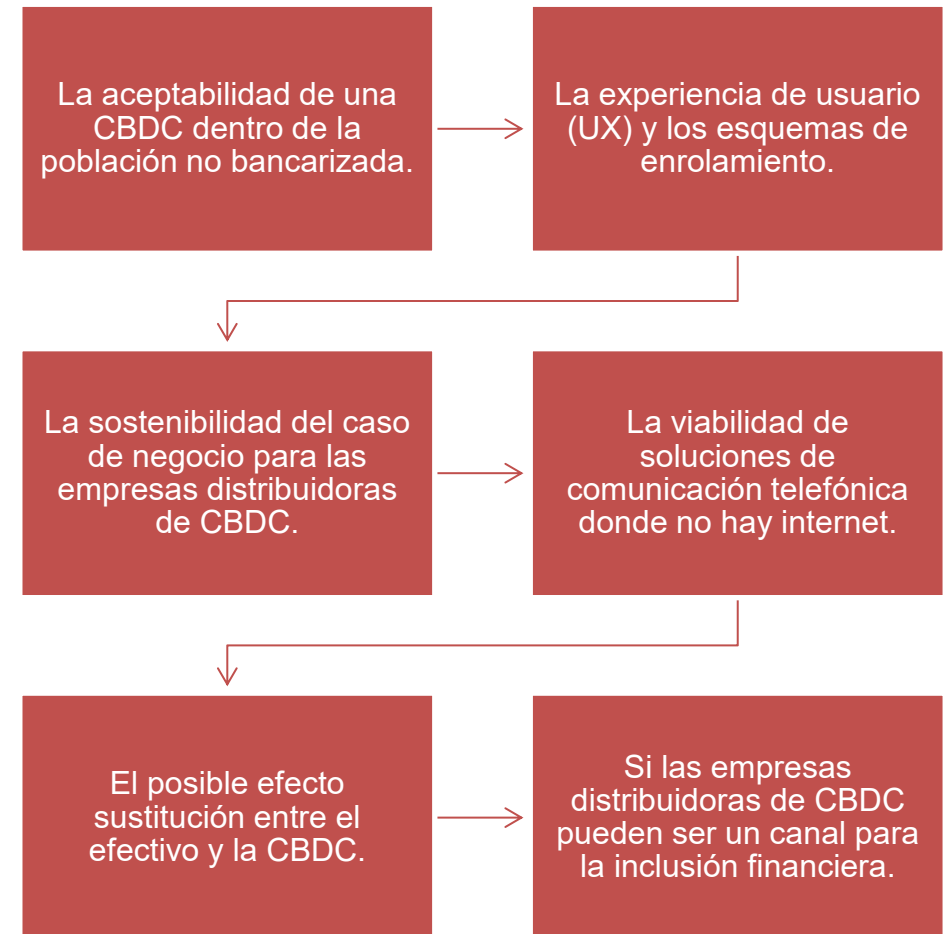 La aceptabilidad de una
CBDC dentro de la
población no bancarizada.
La experiencia de usuario
(UX) y los esquemas de
enrolamiento.
La sostenibilidad del caso
de negocio para las
empresas distribuidoras
de CBDC.
La viabilidad de
soluciones de
comunicación telefónica
donde no hay internet.
El posible efecto
sustitución entre el
efectivo y la CBDC.
Si las empresas
distribuidoras de CBDC
pueden ser un canal para
la inclusión financiera.